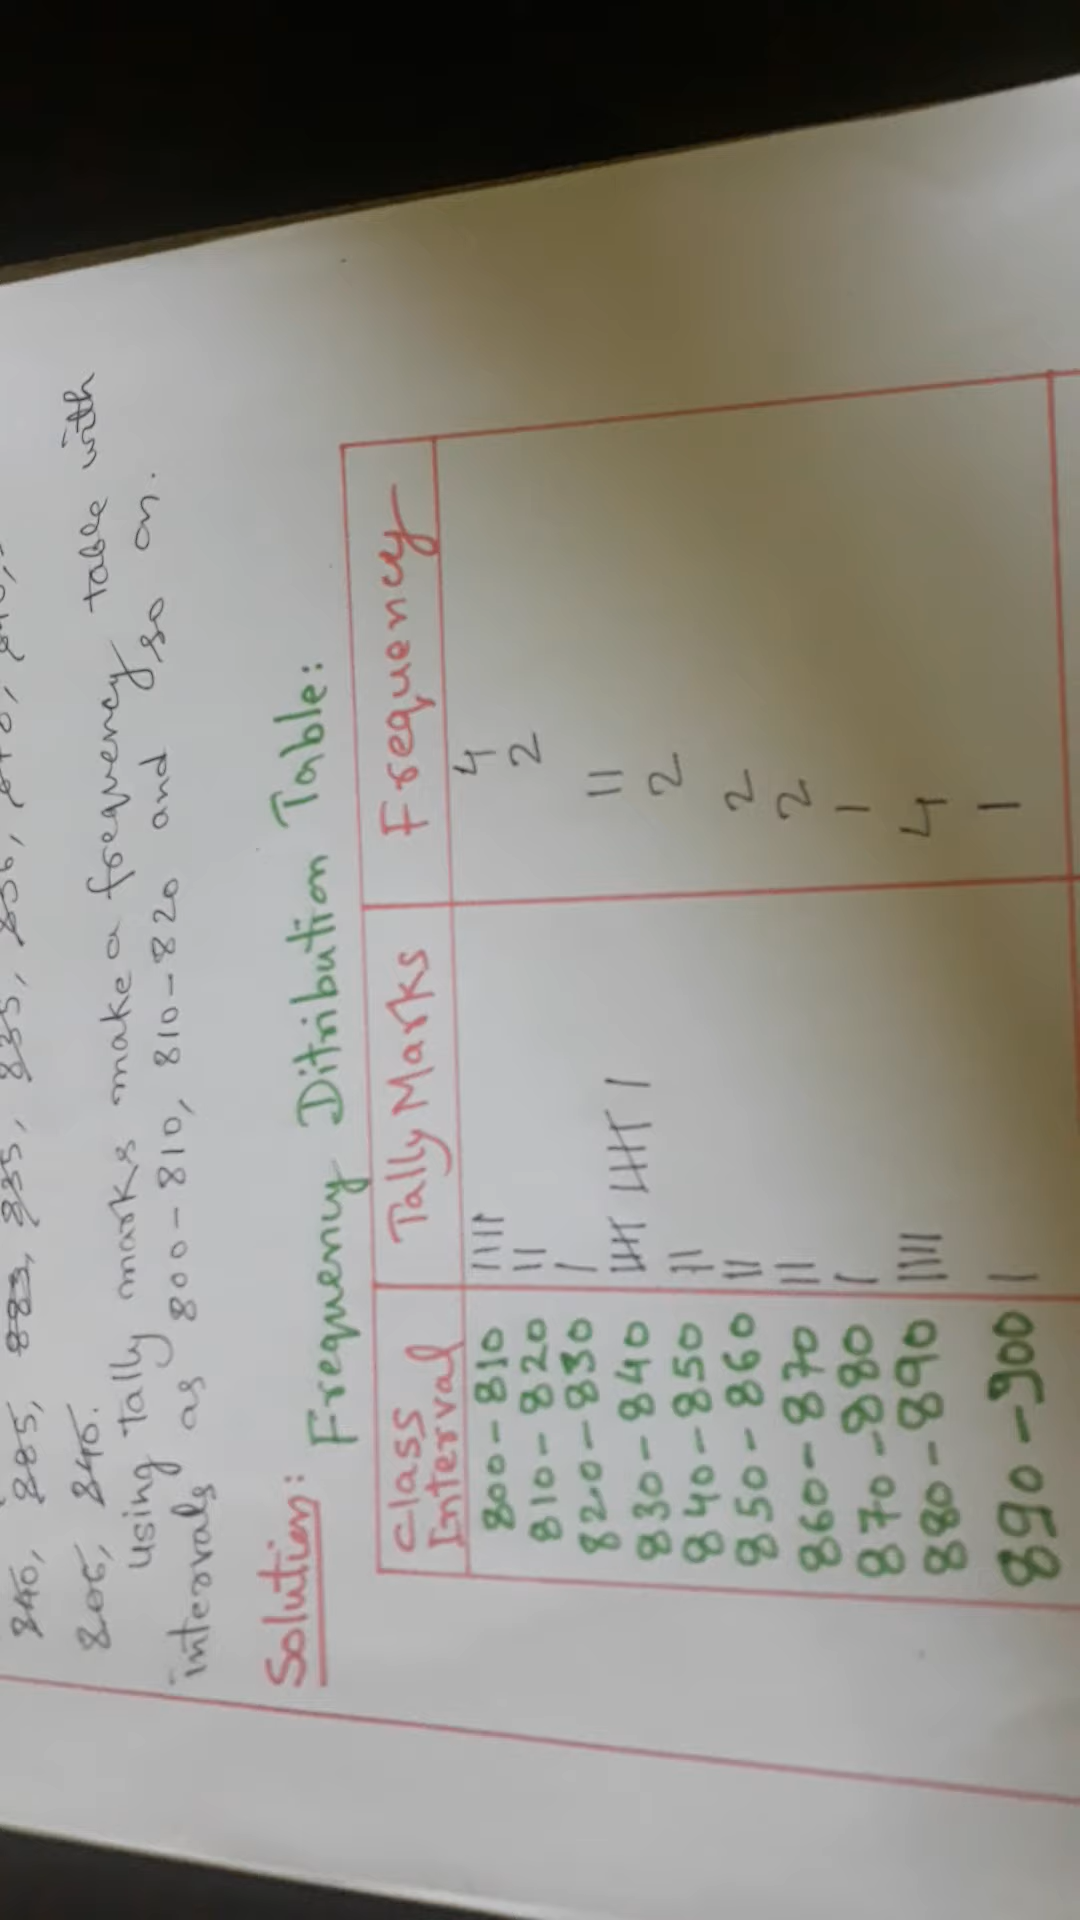 840, 885, 883, 835, 835, 835, 836,
806, 840.
using tally marks make a frequency table with
intervals as 800-810, 810-820 and so on.
Solution:
Frequency Ditribution Table:
Class Interval Tally Marks Frequency
800-810 |||| 4
810-820 || 2
820-830 |
830-840 𝍸 𝍸 | 11
840-850 || 2
850-860 || 2
860-870 || 2
870-880 | 1
880-890 |||| 4
890-900 | 1